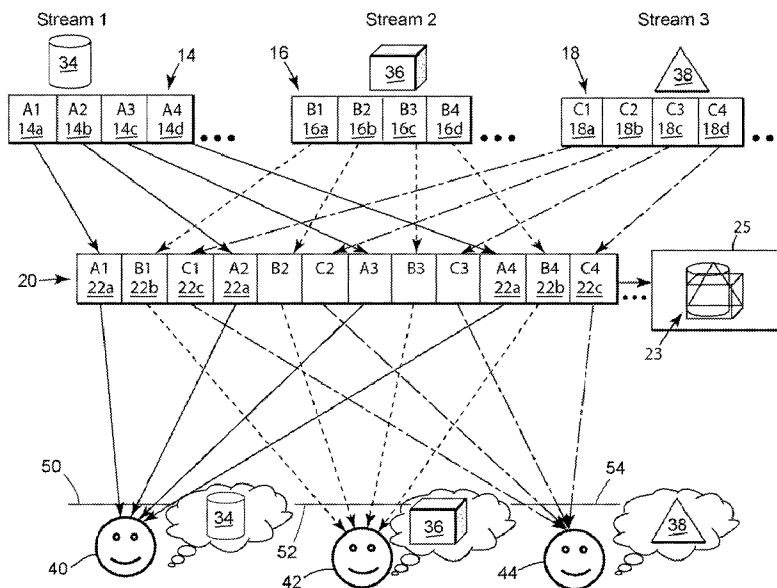 Stream 1 Stream 2 Stream 3
34 14 16 36 18 38
A1 A2 A3 A4 B1 B2 B3 B4 C1 C2 C3 C4
14a 14b 14c 14d 16a 16b 16c 16d 18a 18b 18c 18d
25
A1 B1 C1 A2 B2 C2 A3 B3 C3 A4 B4 C4
20 22a 22b 22c 22a 22a 22b 22c
23
50 54
34 52 36 38
40 42 44